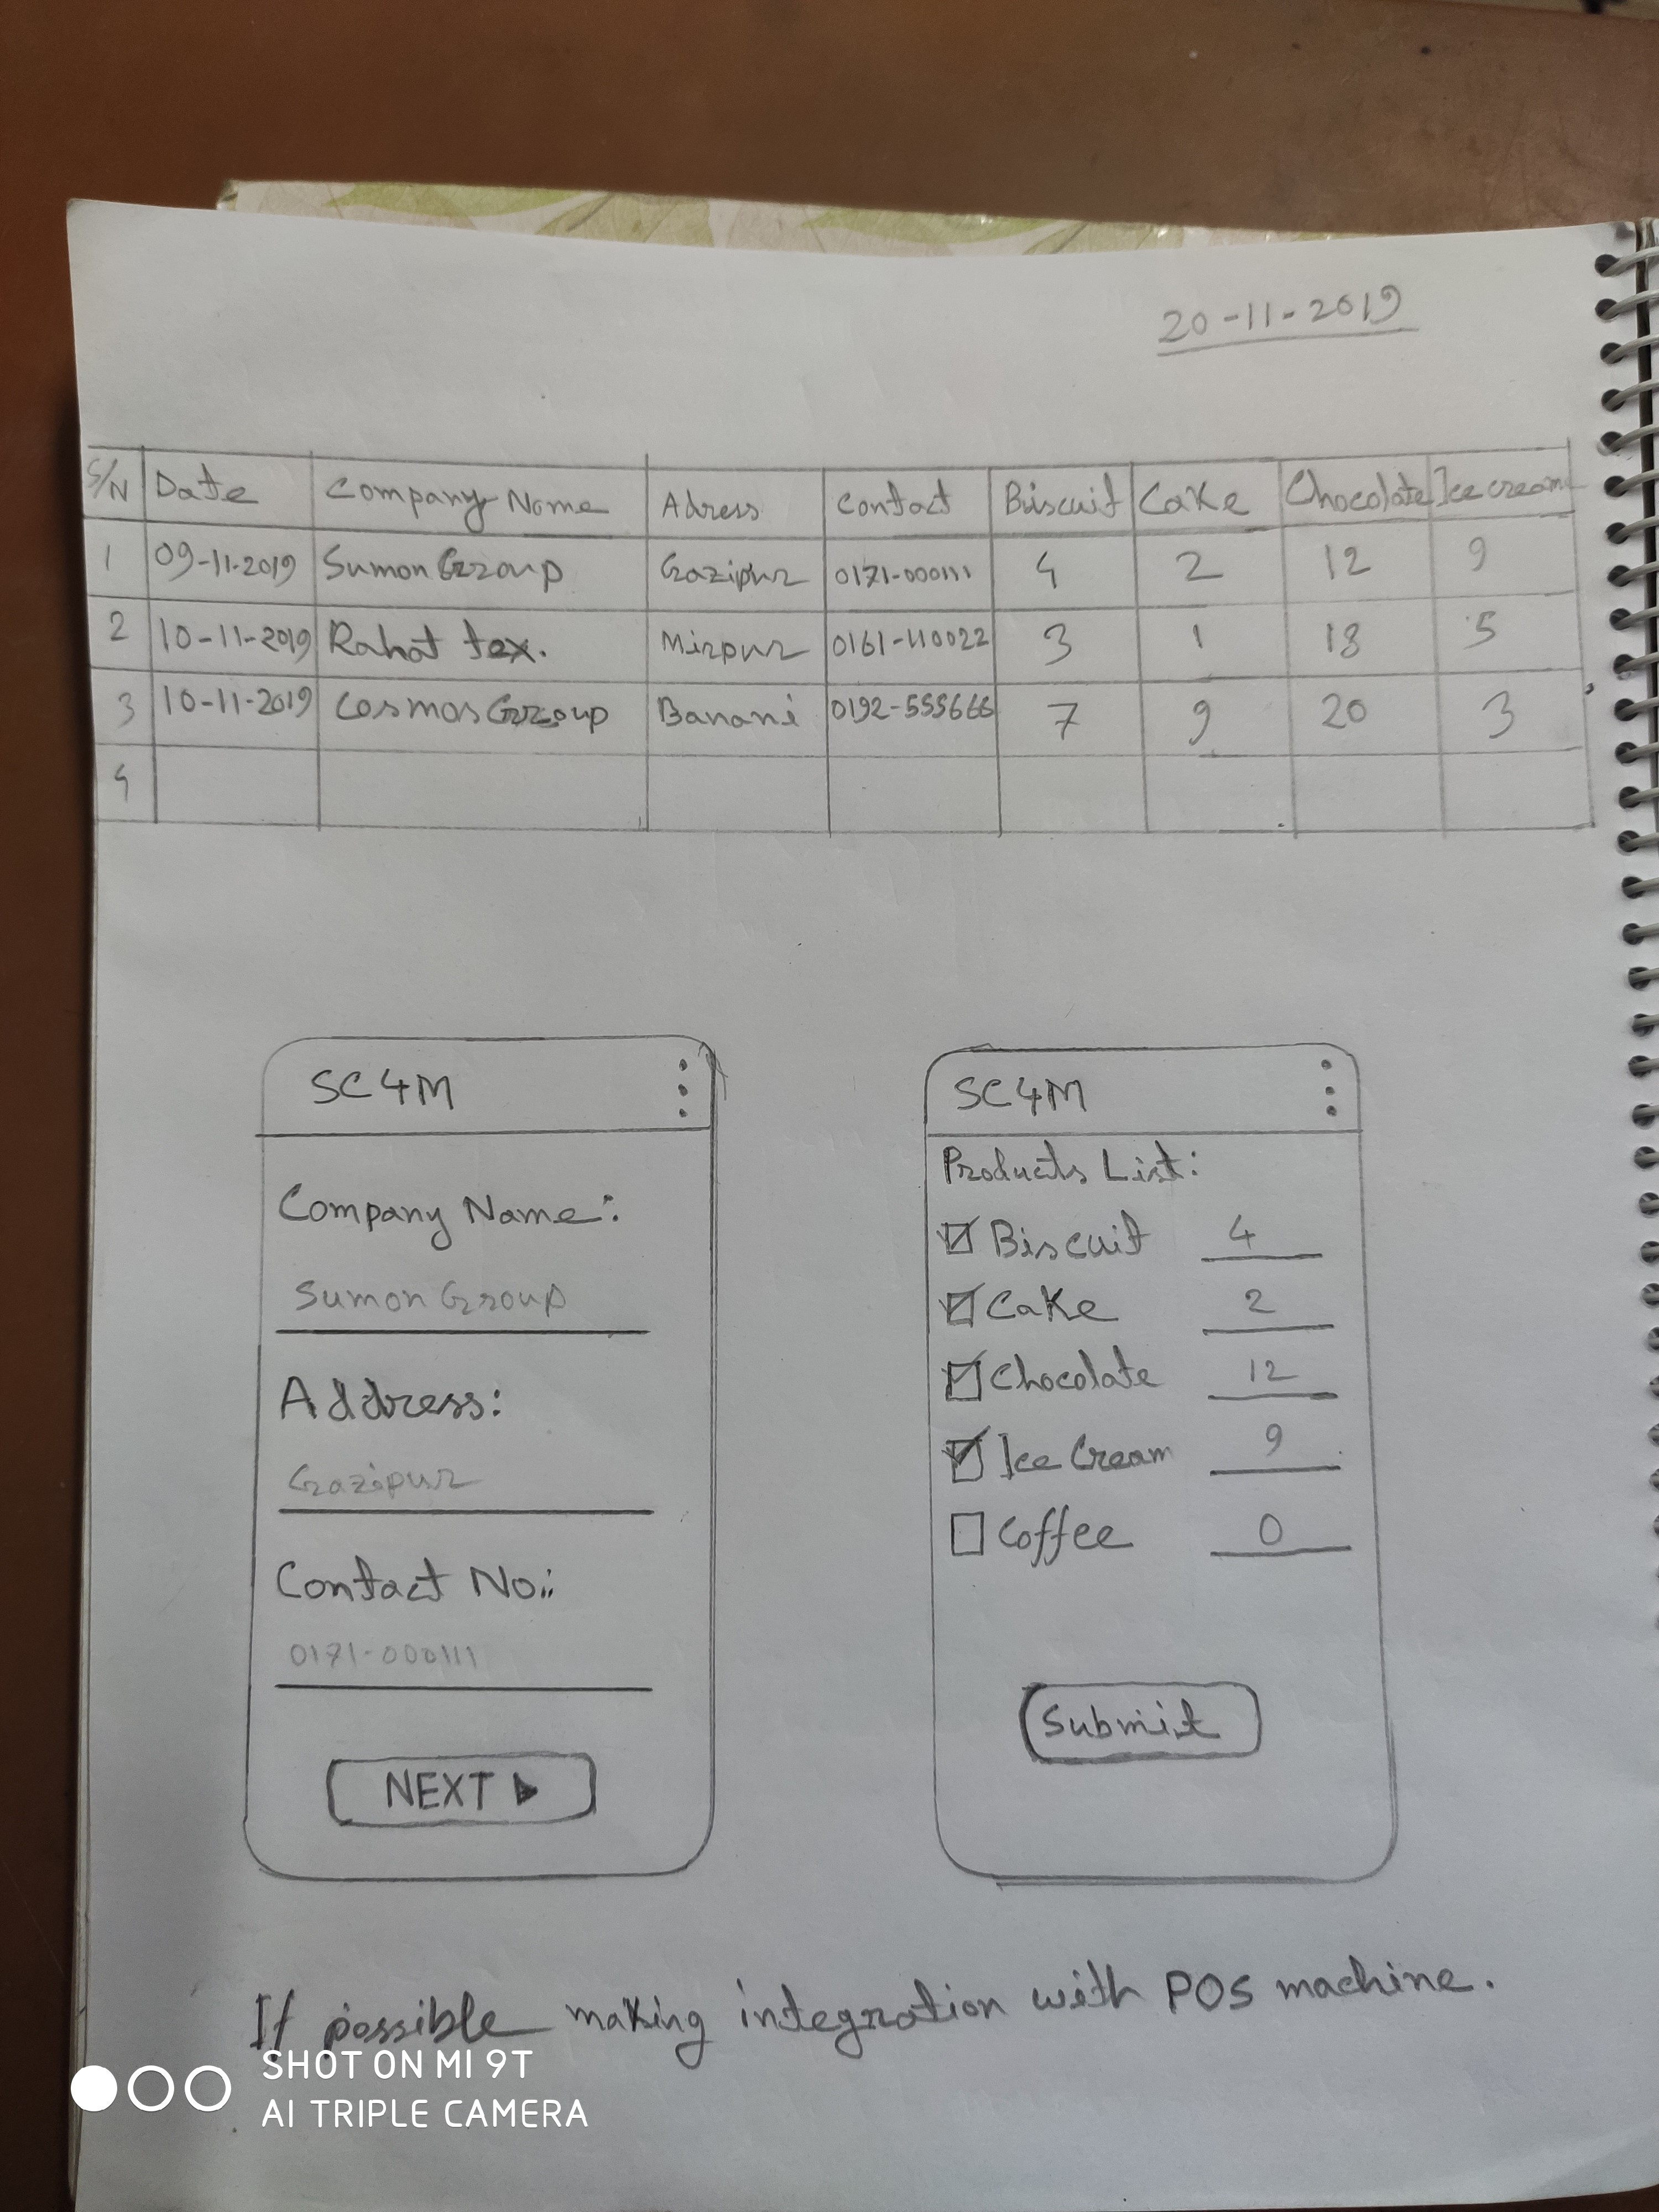 20-11-2019
S/N Date Company Name Adress Contact Biscuit Cake Chocolate Ice cream
1 09-11-2019 Sumon Group Gazipur 0171-000111 4 2 12 9
2 10-11-2019 Rahat tex. Mirpur 0161-110022 3 1 18 5
3 10-11-2019 Cosmos Group Banani 0192-555666 7 9 20 3
4
SC4M
Company Name:
Sumon Group
Address:
Gazipur
Contact No.:
0171-000111
NEXT ▶
SC4M
Products List:
☑ Biscuit 4
☑ Cake 2
☑ Chocolate 12
☑ Ice Cream 9
☐ Coffee 0
Submit
If possible making integration with POS machine.
SHOT ON MI 9T
AI TRIPLE CAMERA